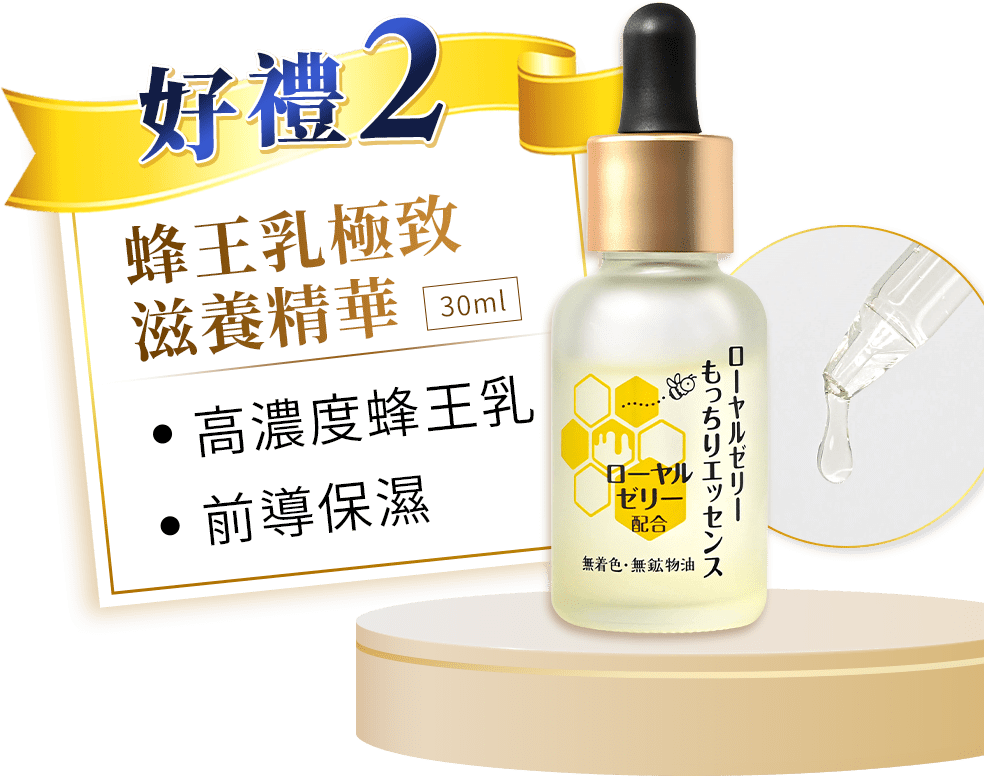 好禮2
蜂王乳極致
滋養精華 30ml
• 高濃度蜂王乳
• 前導保濕
ローヤルゼリー
もっちりエッセンス
ローヤル
ゼリー
配合
無着色・無鉱物油